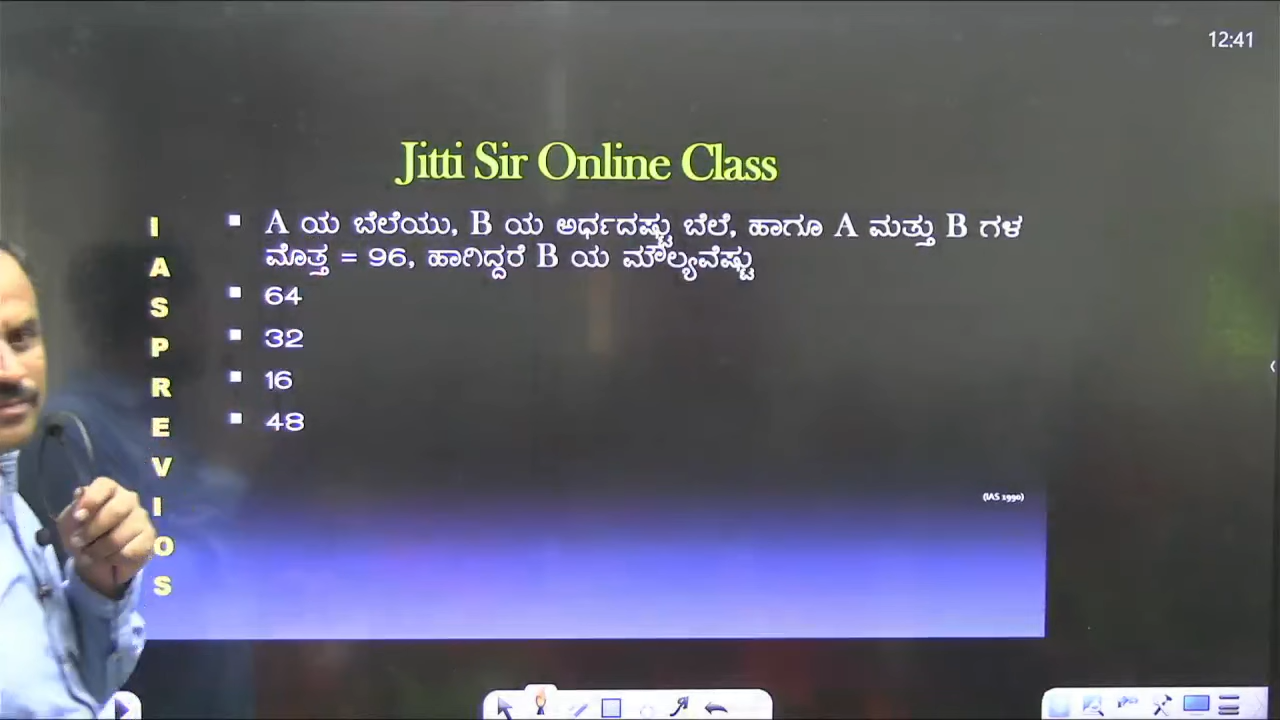 12:41
Jitti Sir Online Class
A ಯ ಬೆಲೆಯು, B ಯ ಅರ್ಧದಷ್ಟು ಬೆಲೆ, ಹಾಗೂ A ಮತ್ತು B ಗಳ
ಮೊತ್ತ = 96, ಹಾಗಿದ್ದರೆ B ಯ ಮೌಲ್ಯವೆಷ್ಟು
64
32
16
48
(IAS 1990)
I
A
S
P
R
E
V
I
O
S